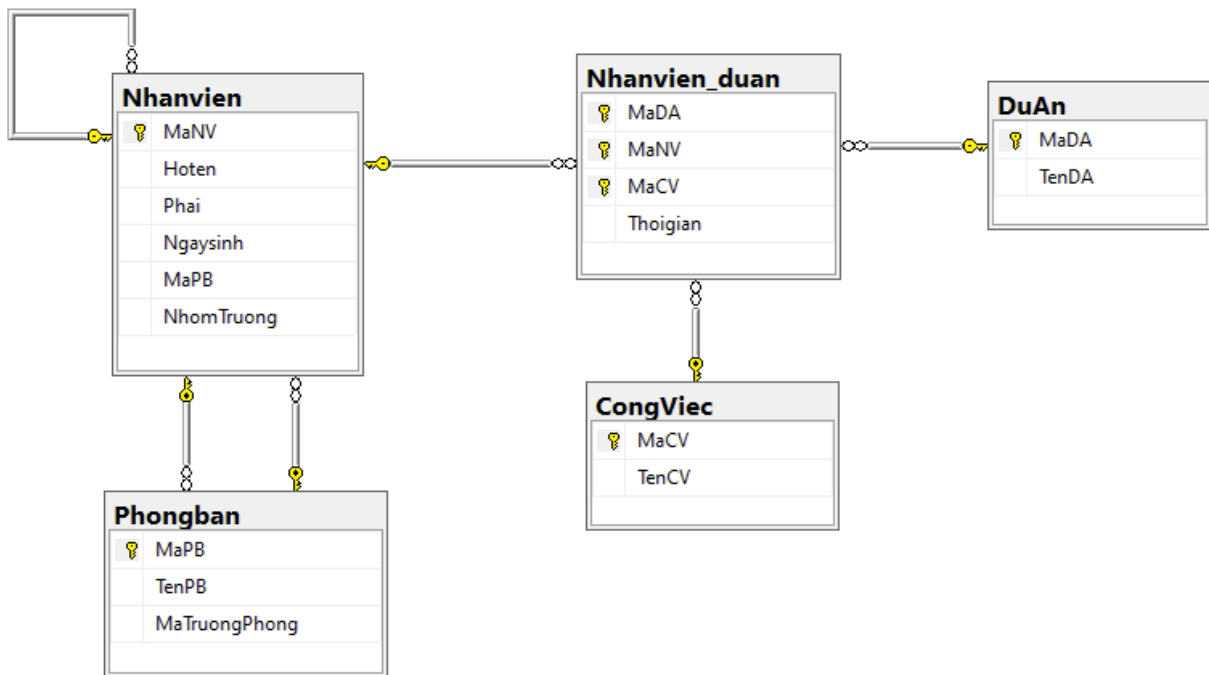 Nhanvien
MaNV
Hoten
Phai
Ngaysinh
MaPB
NhomTruong
Nhanvien_duan
MaDA
MaNV
MaCV
Thoigian
DuAn
MaDA
TenDA
Phongban
MaPB
TenPB
MaTruongPhong
CongViec
MaCV
TenCV